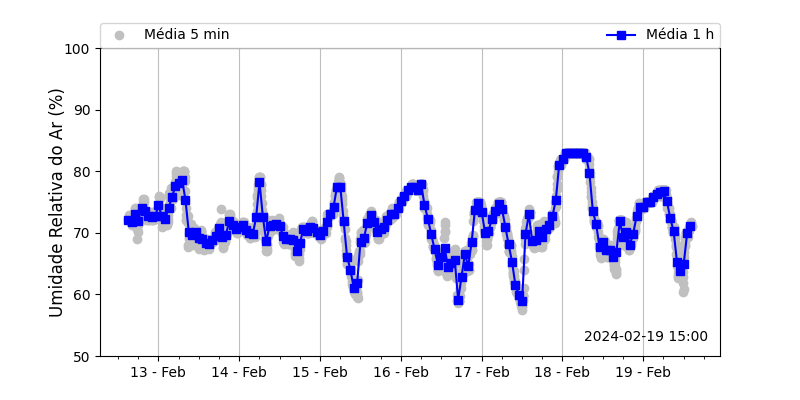 Média 5 min
Média 1 h
Umidade Relativa do Ar (%)
100
90
80
70
60
50
2024-02-19 15:00
13 - Feb
14 - Feb
15 - Feb
16 - Feb
17 - Feb
18 - Feb
19 - Feb